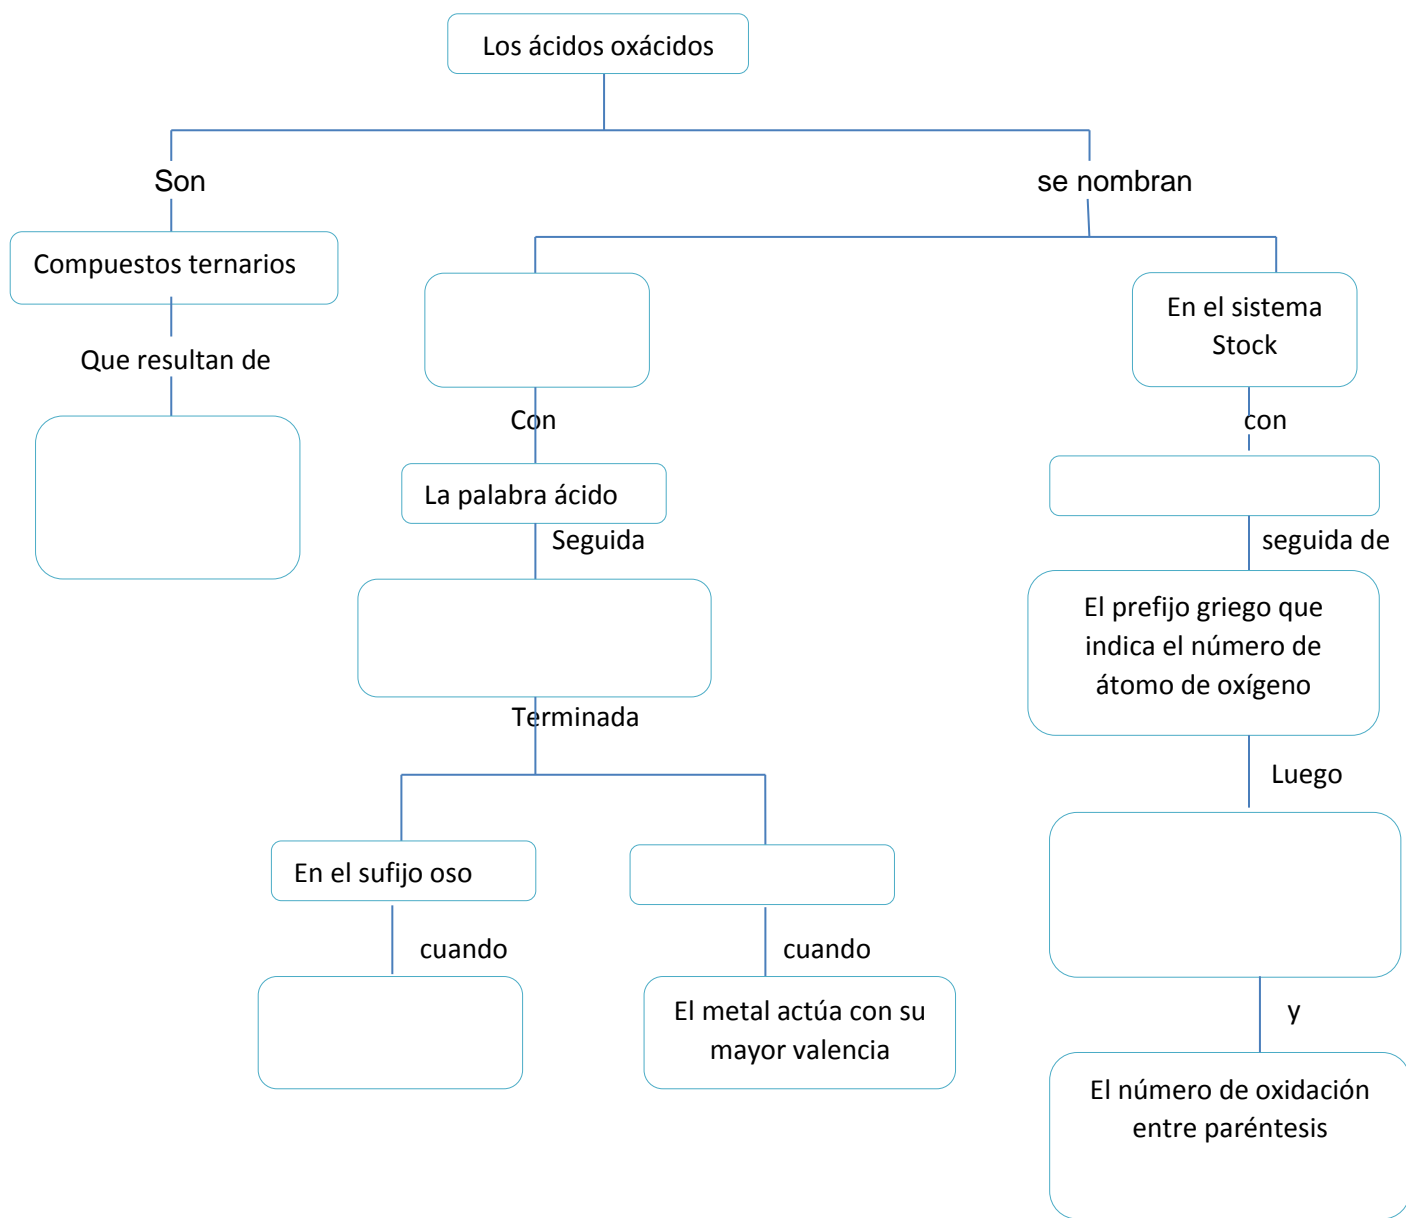 Los ácidos oxácidos
Son
se nombran
Compuestos ternarios
En el sistema
Stock
Que resultan de
Con
con
La palabra ácido
Seguida
seguida de
El prefijo griego que
indica el número de
átomo de oxígeno
Terminada
Luego
En el sufijo oso
cuando
cuando
El metal actúa con su
mayor valencia
y
El número de oxidación
entre paréntesis